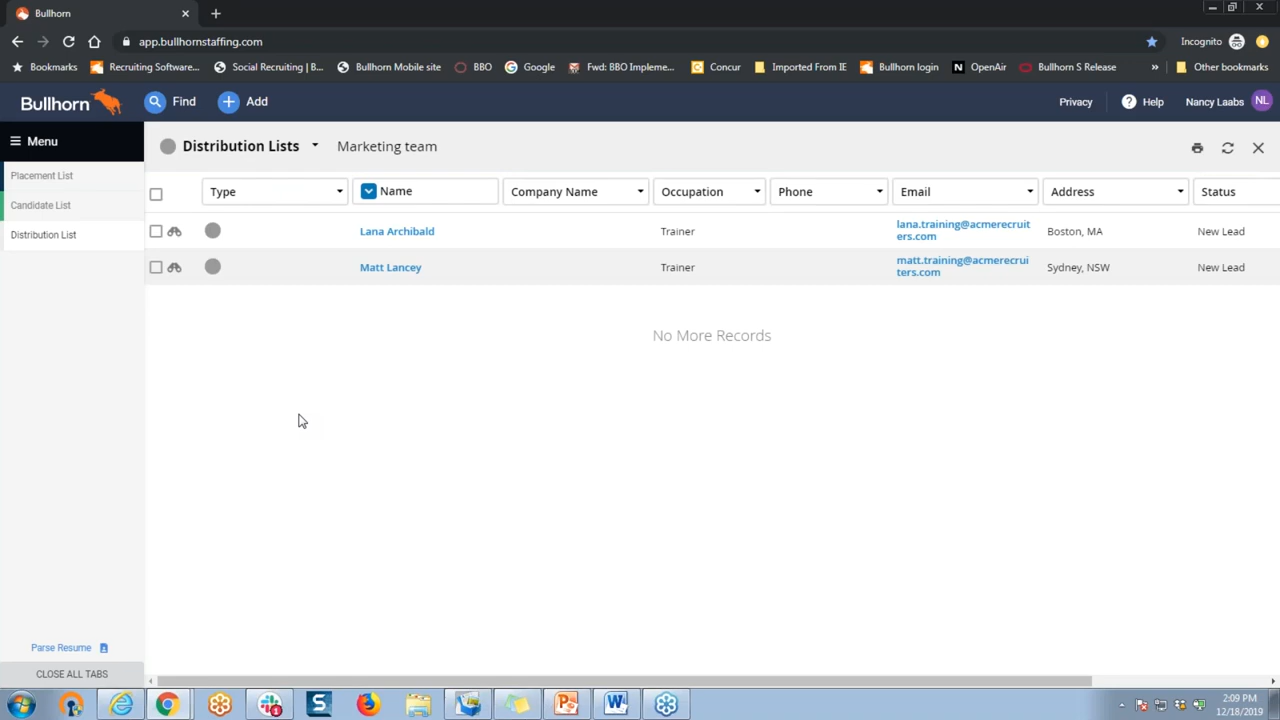 Bullhorn
app.bullhornstaffing.com
Incognito
Bookmarks
Recruiting Software...
Social Recruiting | B...
Bullhorn Mobile site
BBO
Google
Fwd: BBO Impleme...
Concur
Imported From IE
Bullhorn login
OpenAir
Bullhorn S Release
»
Other bookmarks
Bullhorn
Find
Add
Privacy
Help
Nancy Laabs
NL
Menu
Placement List
Candidate List
Distribution List
Distribution Lists
Marketing team
Type
Name
Company Name
Occupation
Phone
Email
Address
Status
Lana Archibald
Trainer
lana.training@acmerecruit
ers.com
Boston, MA
New Lead
Matt Lancey
Trainer
matt.training@acmerecrui
ters.com
Sydney, NSW
New Lead
No More Records
Parse Resume
CLOSE ALL TABS
2:09 PM
12/18/2019